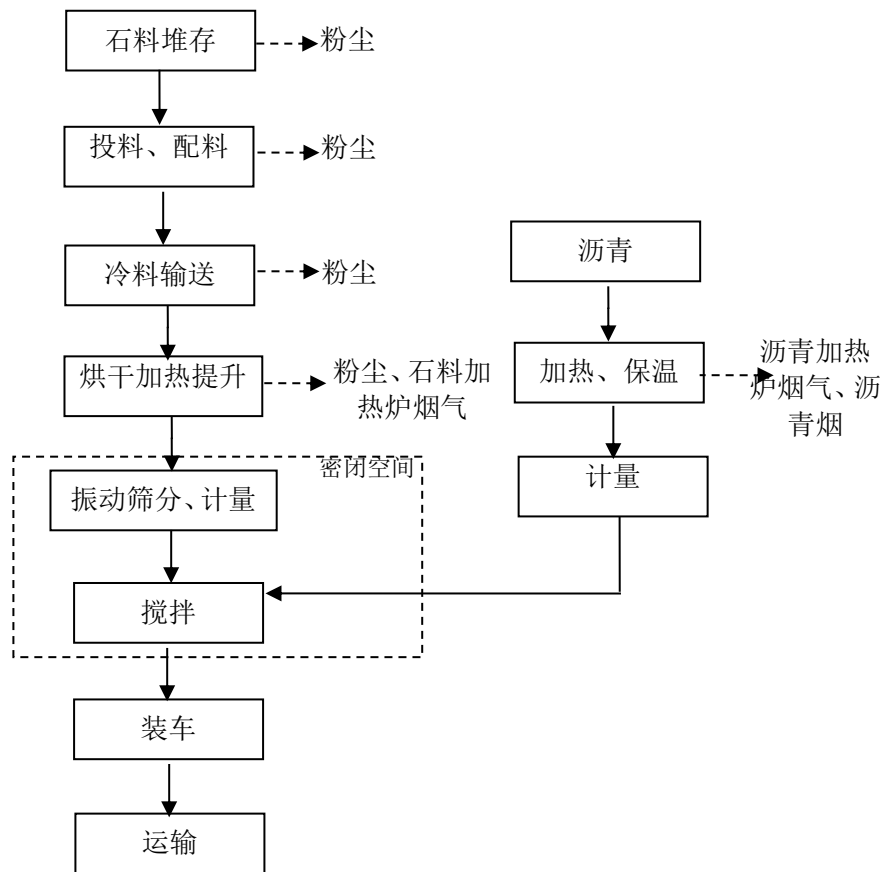 石料堆存
粉尘
投料、配料
粉尘
冷料输送
粉尘
沥青
烘干加热提升
粉尘、石料加
热炉烟气
加热、保温
沥青加热
炉烟气、沥
青烟
密闭空间
振动筛分、计量
计量
搅拌
装车
运输